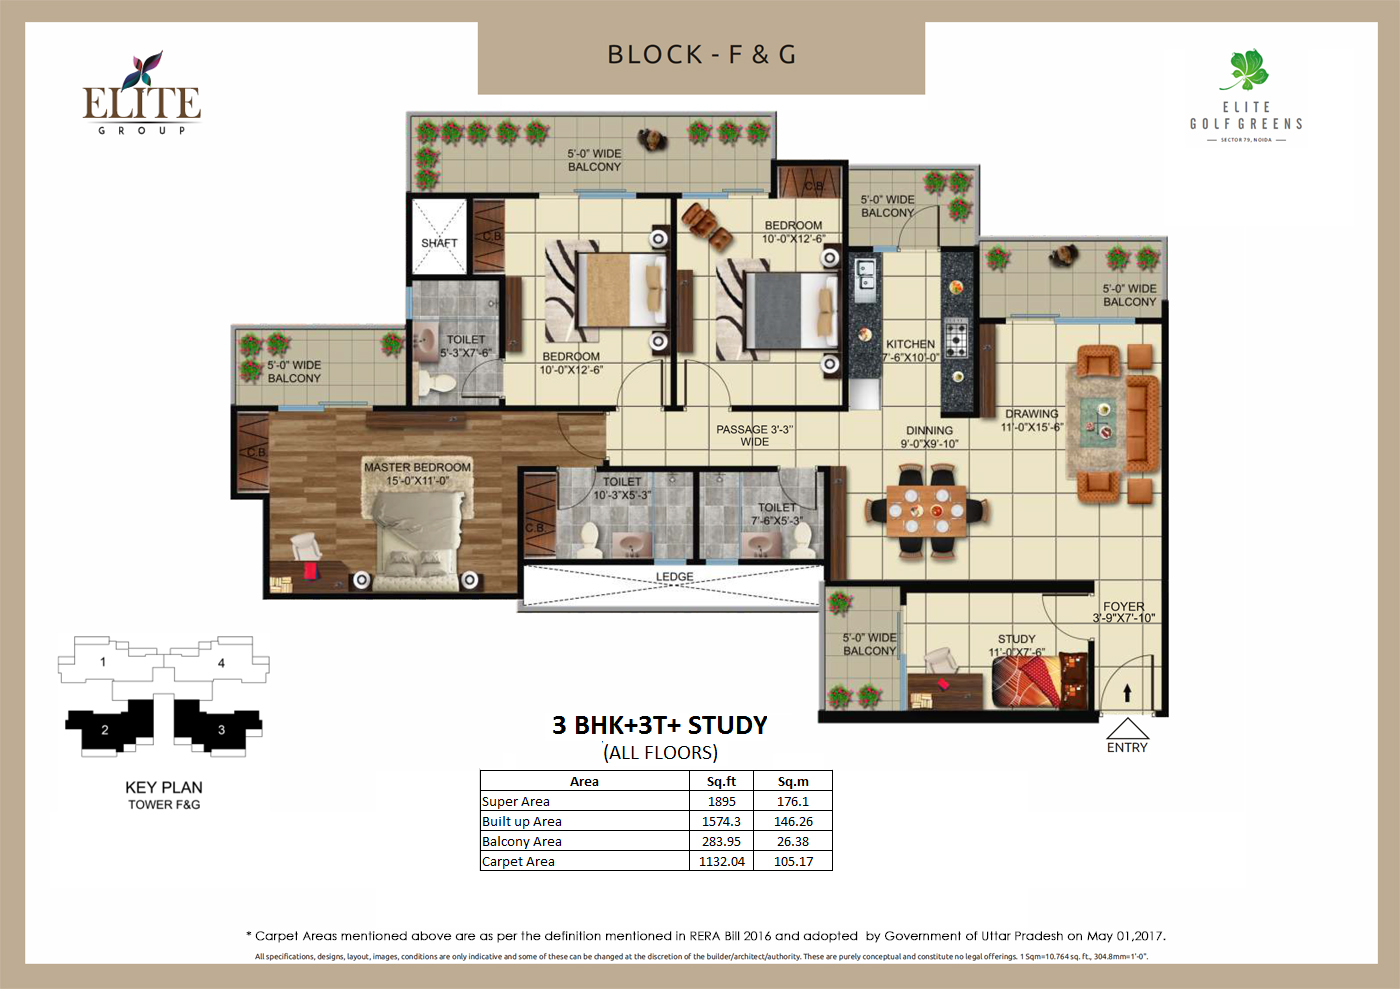 BLOCK - F & G
ELITE
GROUP
ELITE
GOLF GREENS
SECTOR 79, NOIDA
5'-0" WIDE
BALCONY
C.B.
5'-0" WIDE
BALCONY
BEDROOM
10'-0"X12'-6"
SHAFT
C.B.
5'-0" WIDE
BALCONY
TOILET
5'-3"X7'-6"
BEDROOM
10'-0"X12'-6"
KITCHEN
7'-6"X10'-0"
5'-0" WIDE
BALCONY
DRAWING
11'-0"X15'-6"
PASSAGE 3'-3"
WIDE
DINNING
9'-0"X9'-10"
C.B.
MASTER BEDROOM
15'-0"X11'-0"
TOILET
10'-3"X5'-3"
C.B.
TOILET
7'-6"X5'-3"
LEDGE
5'-0" WIDE
BALCONY
STUDY
11'-0"X7'-6"
FOYER
3'-9"X7'-10"
ENTRY
1
4
2
3
KEY PLAN
TOWER F&G
3 BHK+3T+ STUDY
(ALL FLOORS)
Area Sq.ft Sq.m
Super Area 1895 176.1
Built up Area 1574.3 146.26
Balcony Area 283.95 26.38
Carpet Area 1132.04 105.17
* Carpet Areas mentioned above are as per the definition mentioned in RERA Bill 2016 and adopted by Government of Uttar Pradesh on May 01,2017.
All specifications, designs, layout, images, conditions are only indicative and some of these can be changed at the discretion of the builder/architect/authority. These are purely conceptual and constitute no legal offerings. 1 Sqm=10.764 sq. ft., 304.8mm=1'-0".